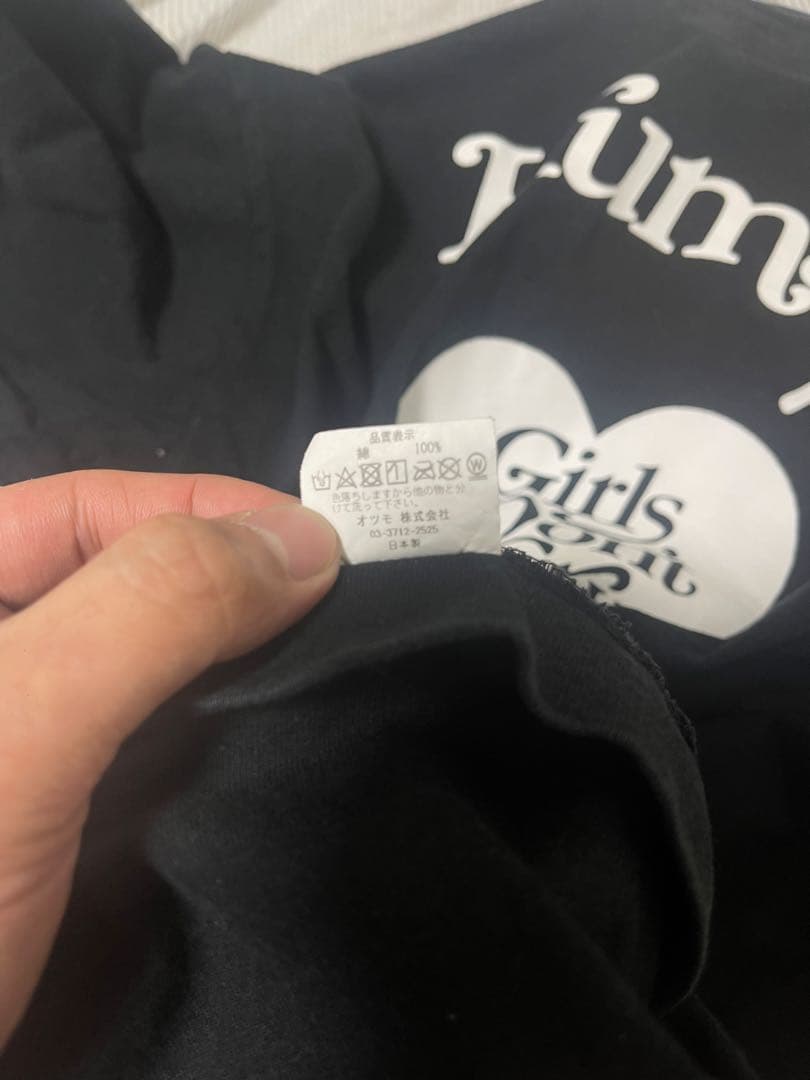 Girls
Don't
品質表示
綿 100%
W
色落ちしますから他の物と分
けて洗って下さい。
オツモ 株式会社
03-3712-2525
日本製